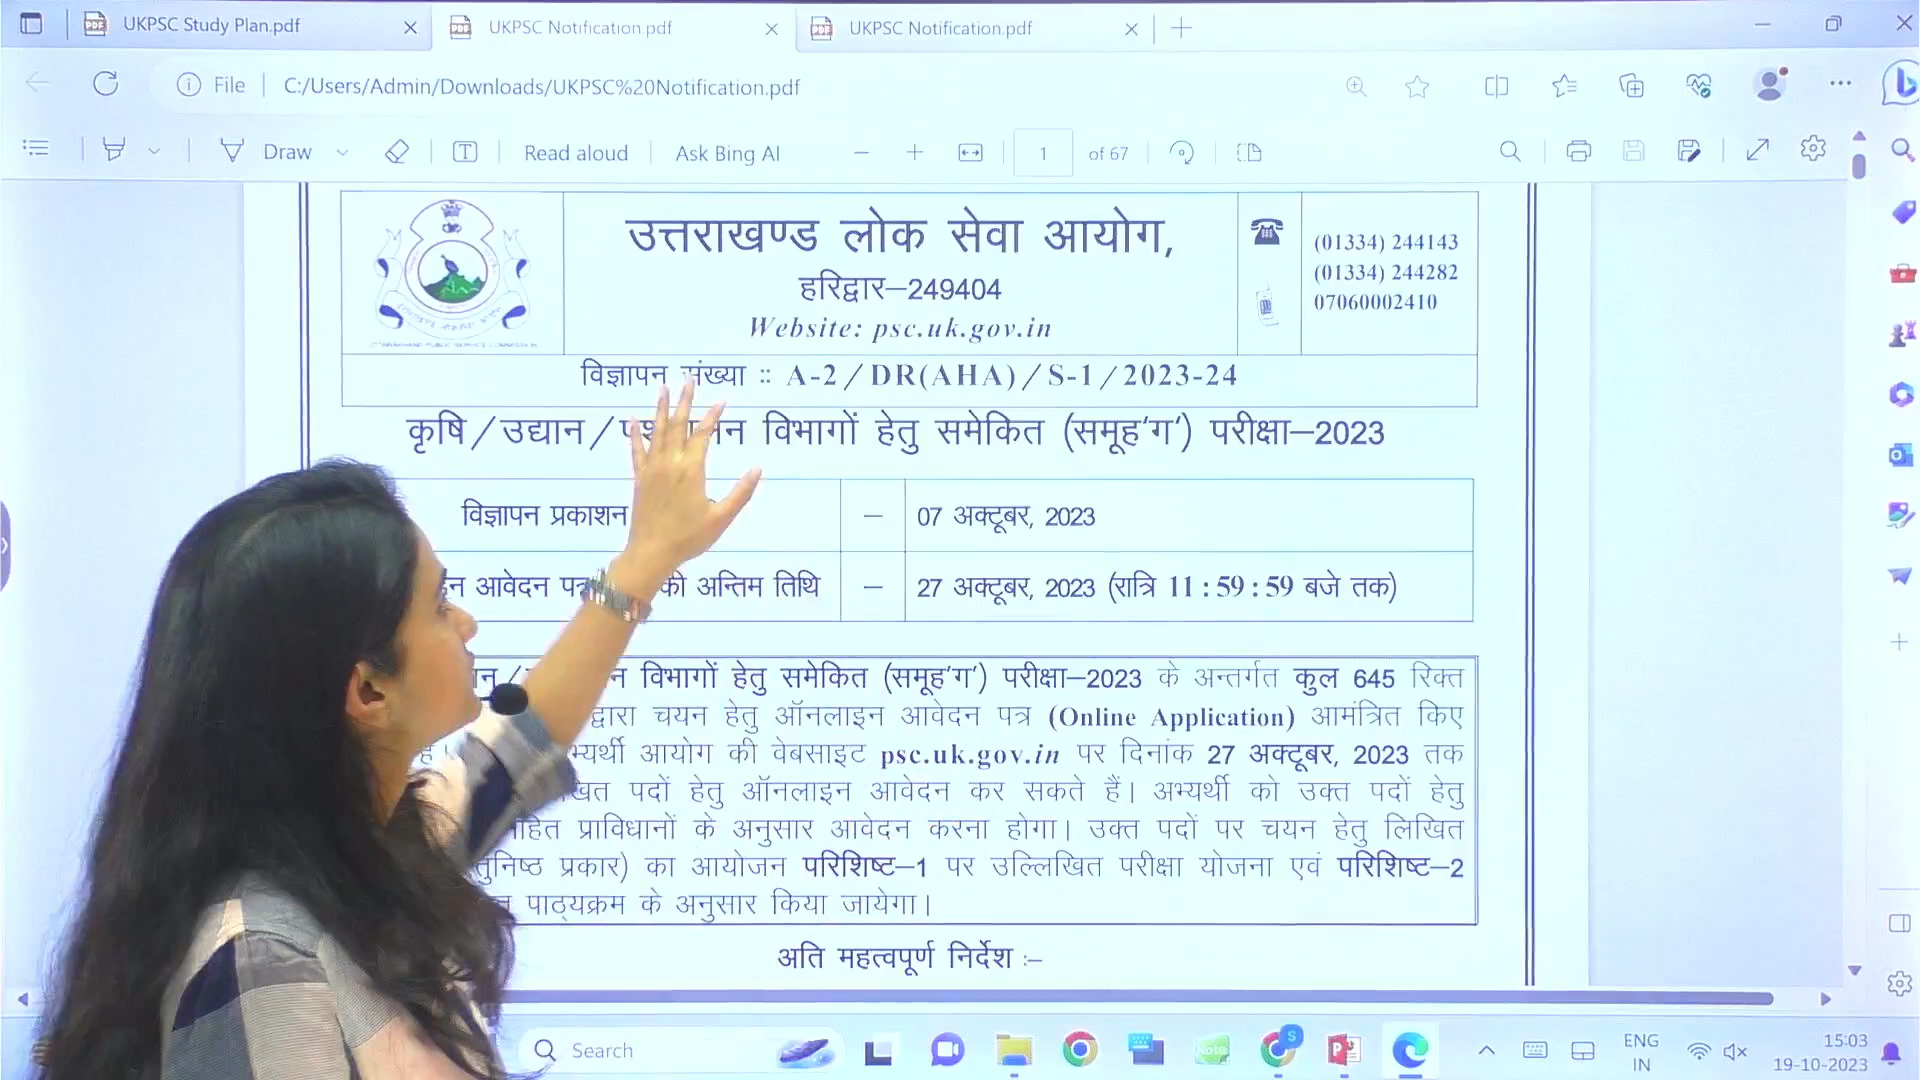 UKPSC Study Plan.pdf
UKPSC Notification.pdf
UKPSC Notification.pdf
File
C:/Users/Admin/Downloads/UKPSC%20Notification.pdf
Draw
Read aloud
Ask Bing AI
1
of 67
उत्तराखण्ड लोक सेवा आयोग,
हरिद्वार–249404
Website: psc.uk.gov.in
(01334) 244143
(01334) 244282
07060002410
विज्ञापन संख्या :: A-2/DR(AHA)/S-1/2023-24
कृषि/उद्यान/ विभागों हेतु समेकित (समूह'ग') परीक्षा–2023
विज्ञापन प्रकाशन – 07 अक्टूबर, 2023
आवेदन पत्र की अन्तिम तिथि – 27 अक्टूबर, 2023 (रात्रि 11:59:59 बजे तक)
विभागों हेतु समेकित (समूह'ग') परीक्षा–2023 के अन्तर्गत कुल 645 रिक्त
द्वारा चयन हेतु ऑनलाइन आवेदन पत्र (Online Application) आमंत्रित किए
आयोग की वेबसाइट psc.uk.gov.in पर दिनांक 27 अक्टूबर, 2023 तक
पदों हेतु ऑनलाइन आवेदन कर सकते हैं। अभ्यर्थी को उक्त पदों हेतु
प्राविधानों के अनुसार आवेदन करना होगा। उक्त पदों पर चयन हेतु लिखित
प्रकार) का आयोजन परिशिष्ट–1 पर उल्लिखित परीक्षा योजना एवं परिशिष्ट–2
पाठ्यक्रम के अनुसार किया जायेगा।
अति महत्वपूर्ण निर्देश :–
Search
ENG
IN
15:03
19-10-2023